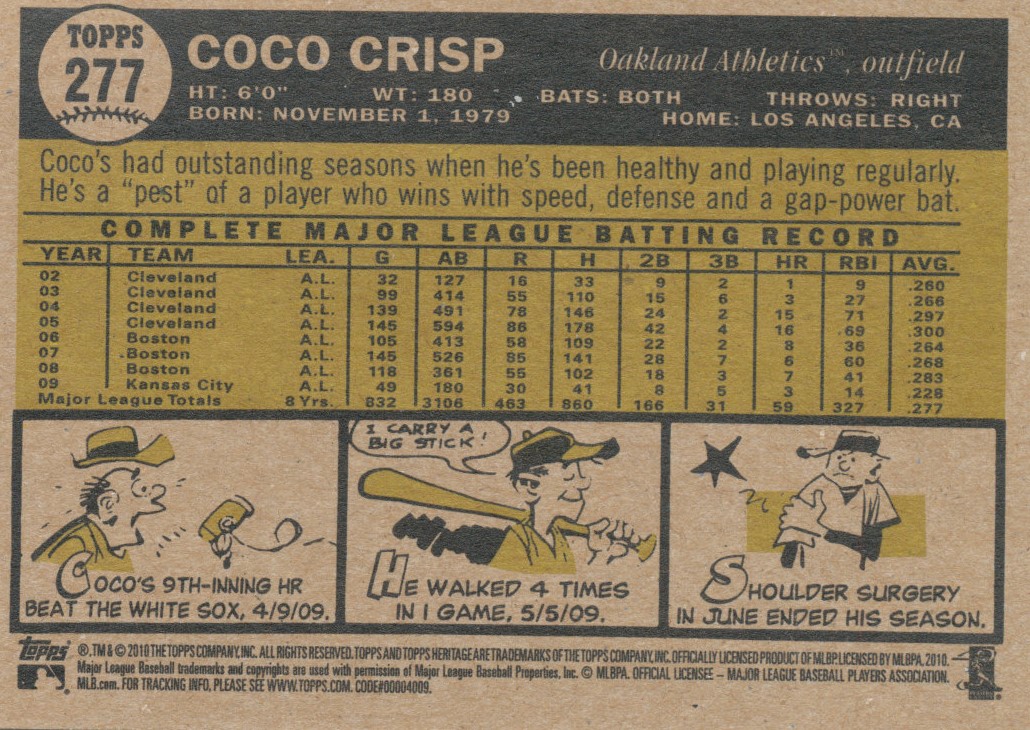 TOPPS
277
COCO CRISP
Oakland Athletics™, outfield
HT: 6'0" WT: 180 BATS: BOTH THROWS: RIGHT
BORN: NOVEMBER 1, 1979 HOME: LOS ANGELES, CA
Coco's had outstanding seasons when he's been healthy and playing regularly.
He's a "pest" of a player who wins with speed, defense and a gap-power bat.
COMPLETE MAJOR LEAGUE BATTING RECORD
YEAR TEAM LEA. G AB R H 2B 3B HR RBI AVG.
02 Cleveland A.L. 32 127 16 33 9 2 1 9 .260
03 Cleveland A.L. 99 414 55 110 15 6 3 27 .266
04 Cleveland A.L. 139 491 78 146 24 2 15 71 .297
05 Cleveland A.L. 145 594 86 178 42 4 16 69 .300
06 Boston A.L. 105 413 58 109 22 2 8 36 .264
07 Boston A.L. 145 526 85 141 28 7 6 60 .268
08 Boston A.L. 118 361 55 102 18 3 7 41 .283
09 Kansas City A.L. 49 180 30 41 8 5 3 14 .228
Major League Totals 8 Yrs. 832 3106 463 860 166 31 59 327 .277
I CARRY A
BIG STICK!
COCO'S 9TH-INNING HR
BEAT THE WHITE SOX, 4/9/09.
HE WALKED 4 TIMES
IN 1 GAME, 5/5/09.
SHOULDER SURGERY
IN JUNE ENDED HIS SEASON.
topps ®, TM & © 2010 THE TOPPS COMPANY, INC. ALL RIGHTS RESERVED. TOPPS AND TOPPS HERITAGE ARE TRADEMARKS OF THE TOPPS COMPANY, INC. OFFICIALLY LICENSED PRODUCT OF MLBP. LICENSED BY MLBPA, 2010.
Major League Baseball trademarks and copyrights are used with permission of Major League Baseball Properties, Inc. © MLBPA. OFFICIAL LICENSEE – MAJOR LEAGUE BASEBALL PLAYERS ASSOCIATION.
MLB.com. FOR TRACKING INFO, PLEASE SEE WWW.TOPPS.COM. CODE#00004009.